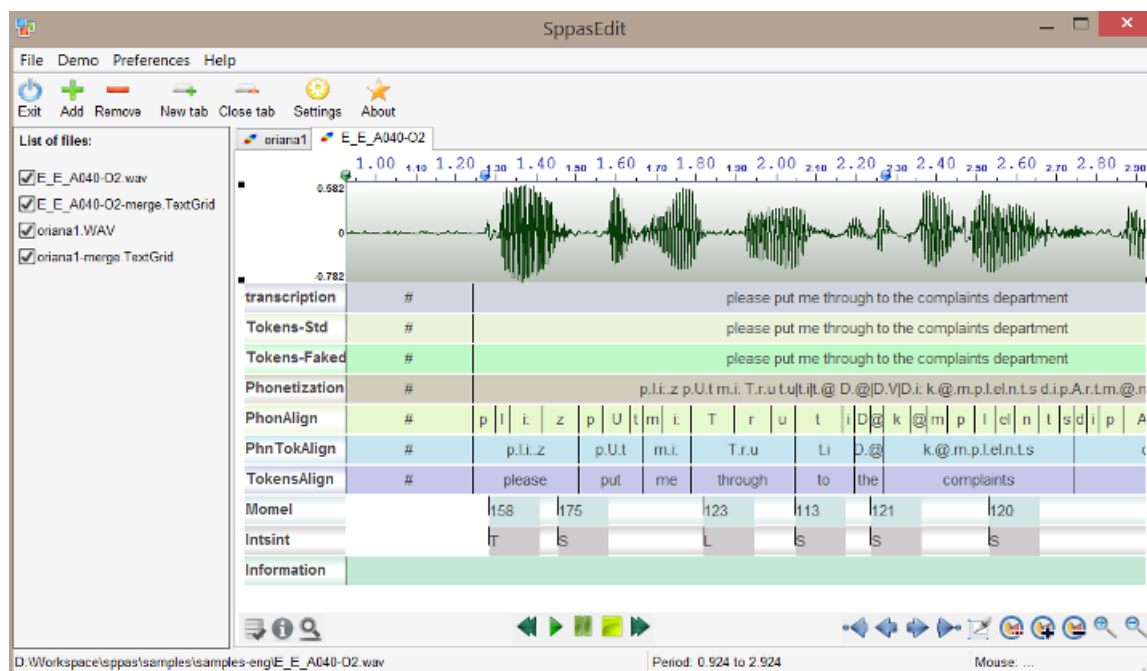 SppasEdit
File Demo Preferences Help
Exit Add Remove New tab Close tab Settings About
List of files:
E_E_A040-O2.wav
E_E_A040-O2-merge.TextGrid
oriana1.WAV
oriana1-merge.TextGrid
oriana1 E_E_A040-O2
1.00 1.10 1.20 1.30 1.40 1.50 1.60 1.70 1.80 1.90 2.00 2.10 2.20 2.30 2.40 2.50 2.60 2.70 2.80 2.90
0.582
0
-0.782
transcription # please put me through to the complaints department
Tokens-Std # please put me through to the complaints department
Tokens-Faked # please put me through to the complaints department
Phonetization # p.l.i:.z p.U.t m.i: T.r.u t.u|t.i|t.@ D.@|D.V|D.i: k.@.m.p.l.eI.n.t.s d.i.p.A.r.t.m.@.n
PhonAlign # p l i: z p U t m i: T r u t i D @ k @ m p l eI n t s d i p A
PhnTokAlign # p.l.i:.z p.U.t m.i: T.r.u t.i D.@ k.@.m.p.l.eI.n.t.s
TokensAlign # please put me through to the complaints
Momel 158 175 123 113 121 120
Intsint T S L S S S
Information
D:\Workspace\sppas\samples\samples-eng\E_E_A040-O2.wav Period: 0.924 to 2.924 Mouse: ...